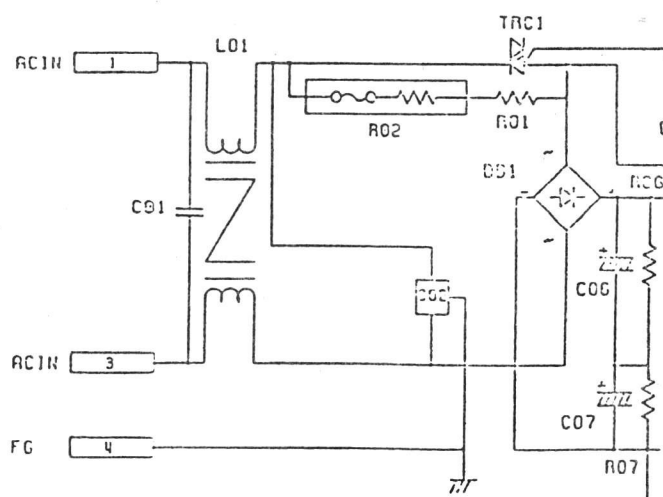 TRC1
L01
ACIN 1
R02
R01
DB1
C01
C06
ACIN 3
C07
FG 4
R07